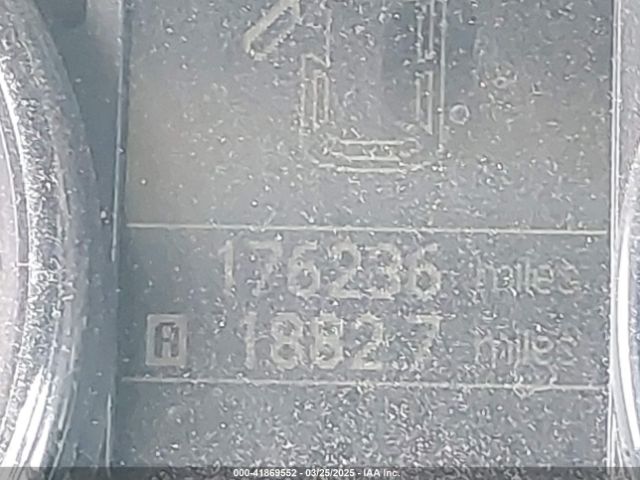 176236 miles
A 1882.7 miles
000-41869552 - 03/25/2025 - IAA Inc.